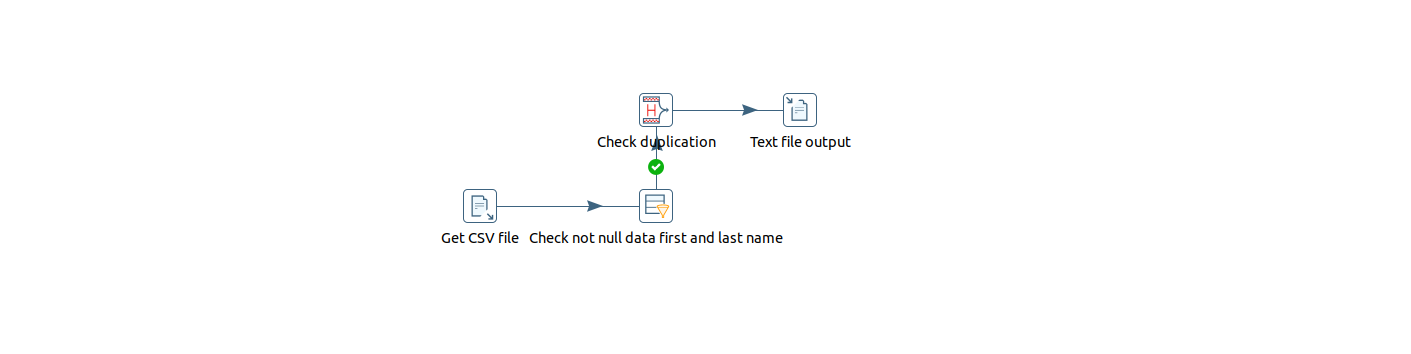 Check duplication
Text file output
Get CSV file
Check not null data first and last name